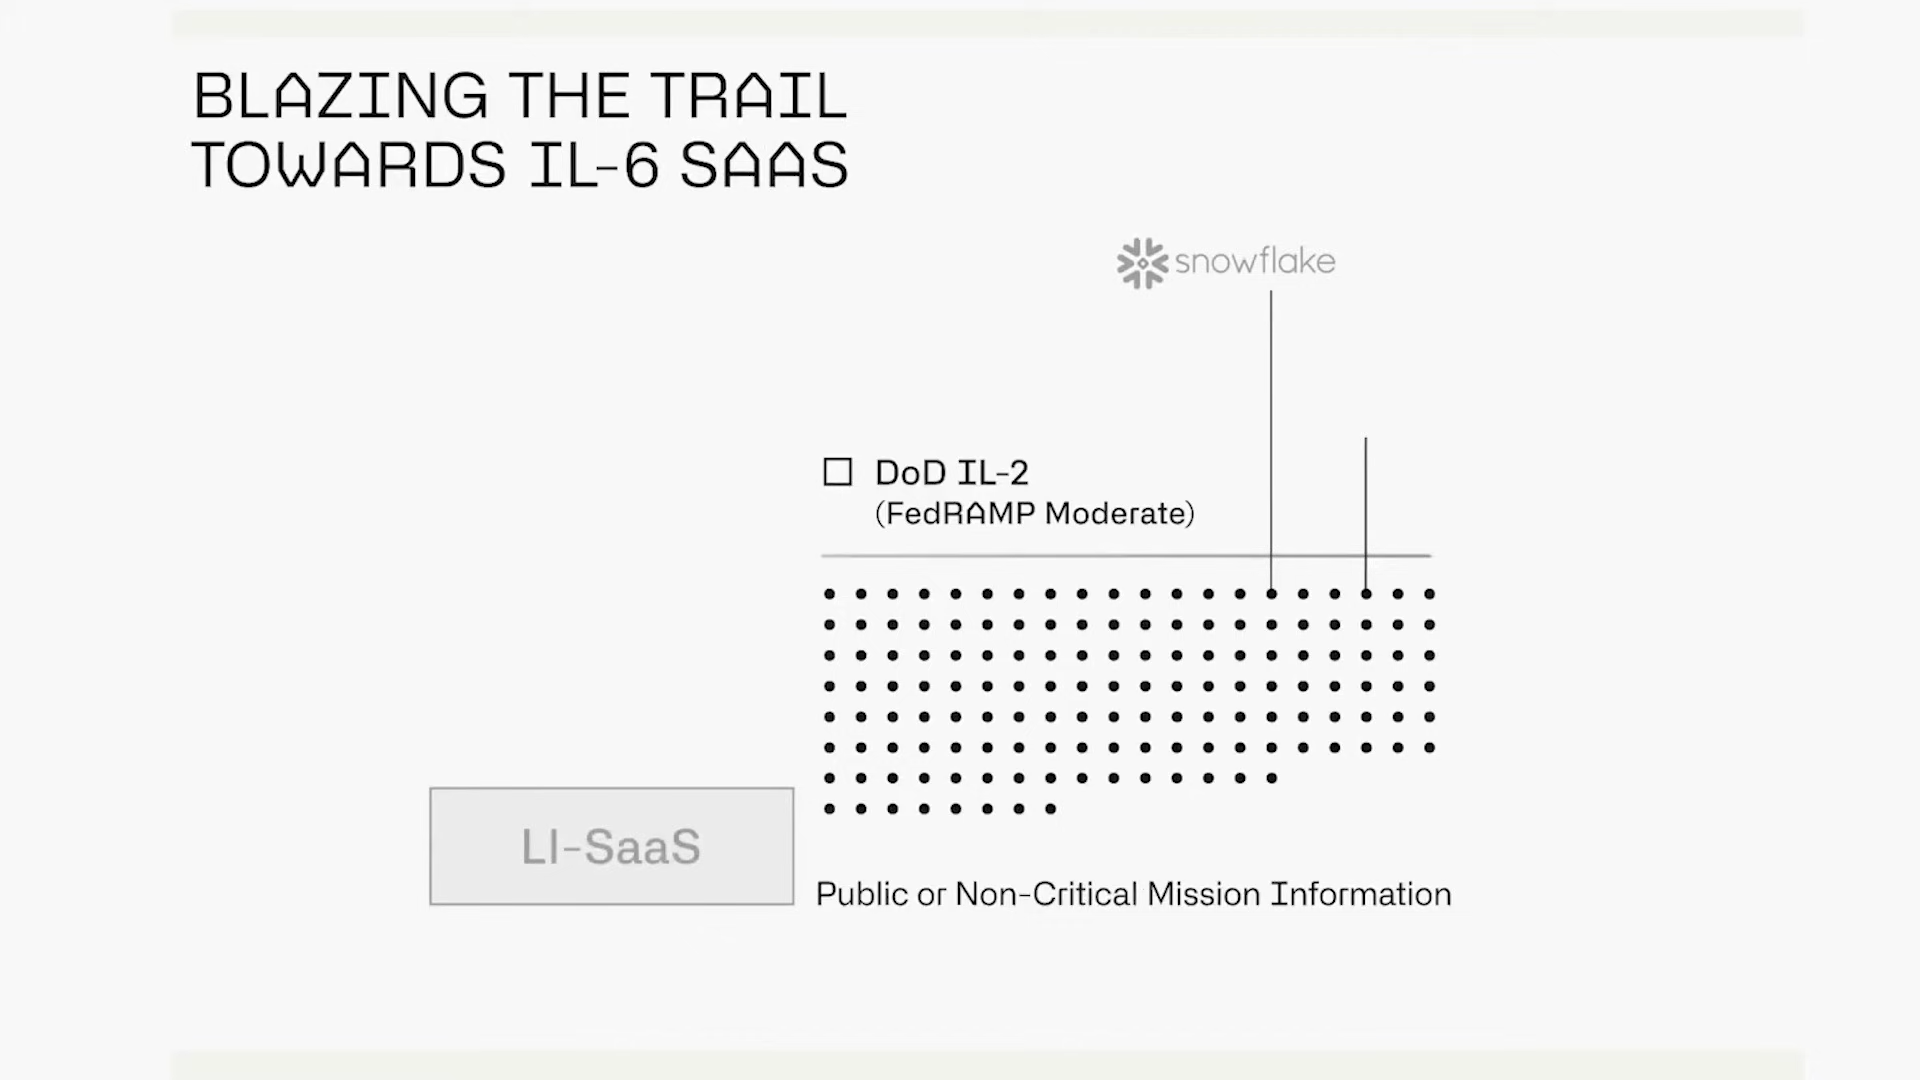 BLAZING THE TRAIL
TOWARDS IL-6 SAAS
snowflake
DoD IL-2
(FedRAMP Moderate)
LI-SaaS
Public or Non-Critical Mission Information